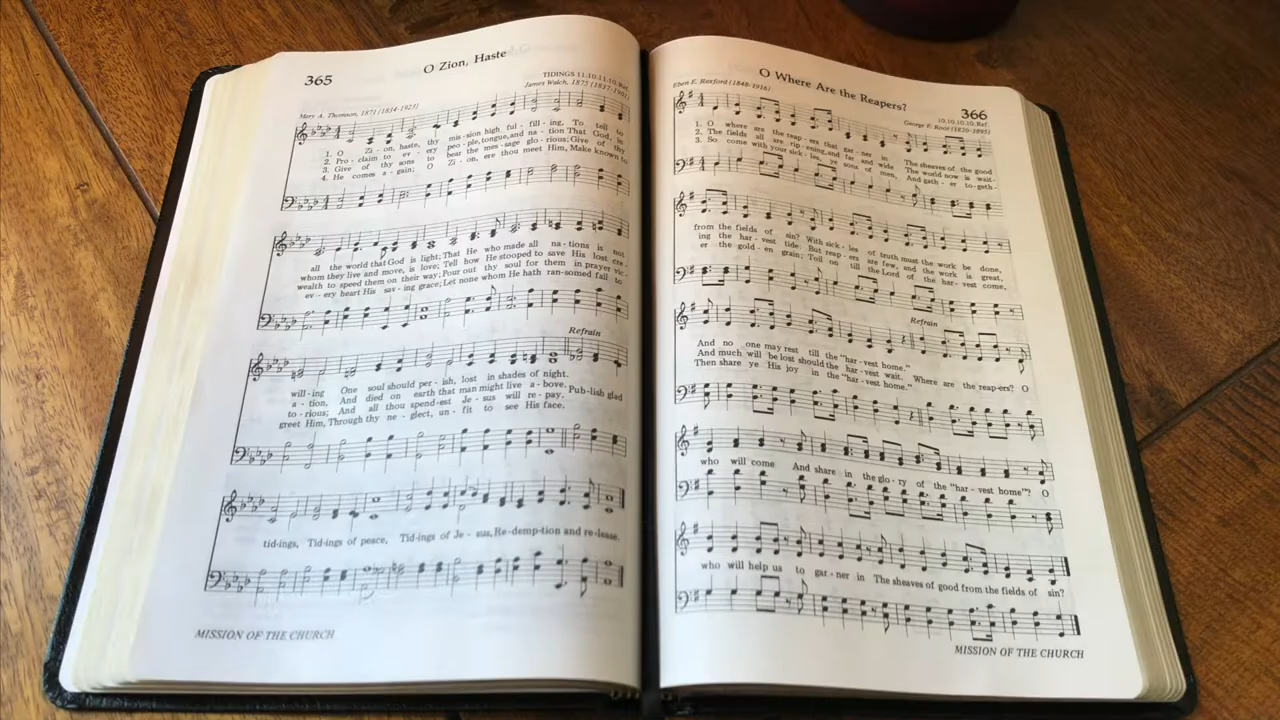 365
O Zion, Haste
TIDINGS 11.10.11.10.Ref.
Mary A. Thomson, 1871 (1834-1923)
James Walch, 1875 (1837-1901)
1. O Zi - on, haste, thy mis - sion high ful - fill - ing, To tell to
2. Pro - claim to ev - ery peo - ple, tongue, and na - tion That God, in
3. Give of thy sons to bear the mes - sage glo - rious; Give of thy
4. He comes a - gain; O Zi - on, ere thou meet Him, Make known to
all the world that God is light; That He who made all na - tions is not
whom they live and move, is love; Tell how He stooped to save His lost cre -
wealth to speed them on their way; Pour out thy soul for them in prayer vic -
ev - ery heart His sav - ing grace; Let none whom He hath ran - somed fail to
Refrain
will - ing One soul should per - ish, lost in shades of night.
a - tion, And died on earth that man might live a - bove. Pub - lish glad
to - rious; And all thou spend - est Je - sus will re - pay.
greet Him, Through thy ne - glect, un - fit to see His face.
tid - ings, Tid - ings of peace, Tid - ings of Je - sus, Re - demp - tion and re - lease.
MISSION OF THE CHURCH
O Where Are the Reapers?
366
Eben E. Rexford (1848-1916)
10.10.10.10.Ref.
George F. Root (1820-1895)
1. O where are the reap - ers that gar - ner in The sheaves of the good
2. The fields all are rip - ening, and far and wide The world now is wait -
3. So come with your sick - les, ye sons of men, And gath - er to - geth -
from the fields of sin? With sick - les of truth must the work be done,
ing the har - vest tide: But reap - ers are few, and the work is great,
er the gold - en grain; Toil on till the Lord of the har - vest come,
Refrain
And no one may rest till the "har - vest home."
And much will be lost should the har - vest wait. Where are the reap - ers? O
Then share ye His joy in the "har - vest home."
who will come And share in the glo - ry of the "har - vest home"? O
who will help us to gar - ner in The sheaves of good from the fields of sin?
MISSION OF THE CHURCH